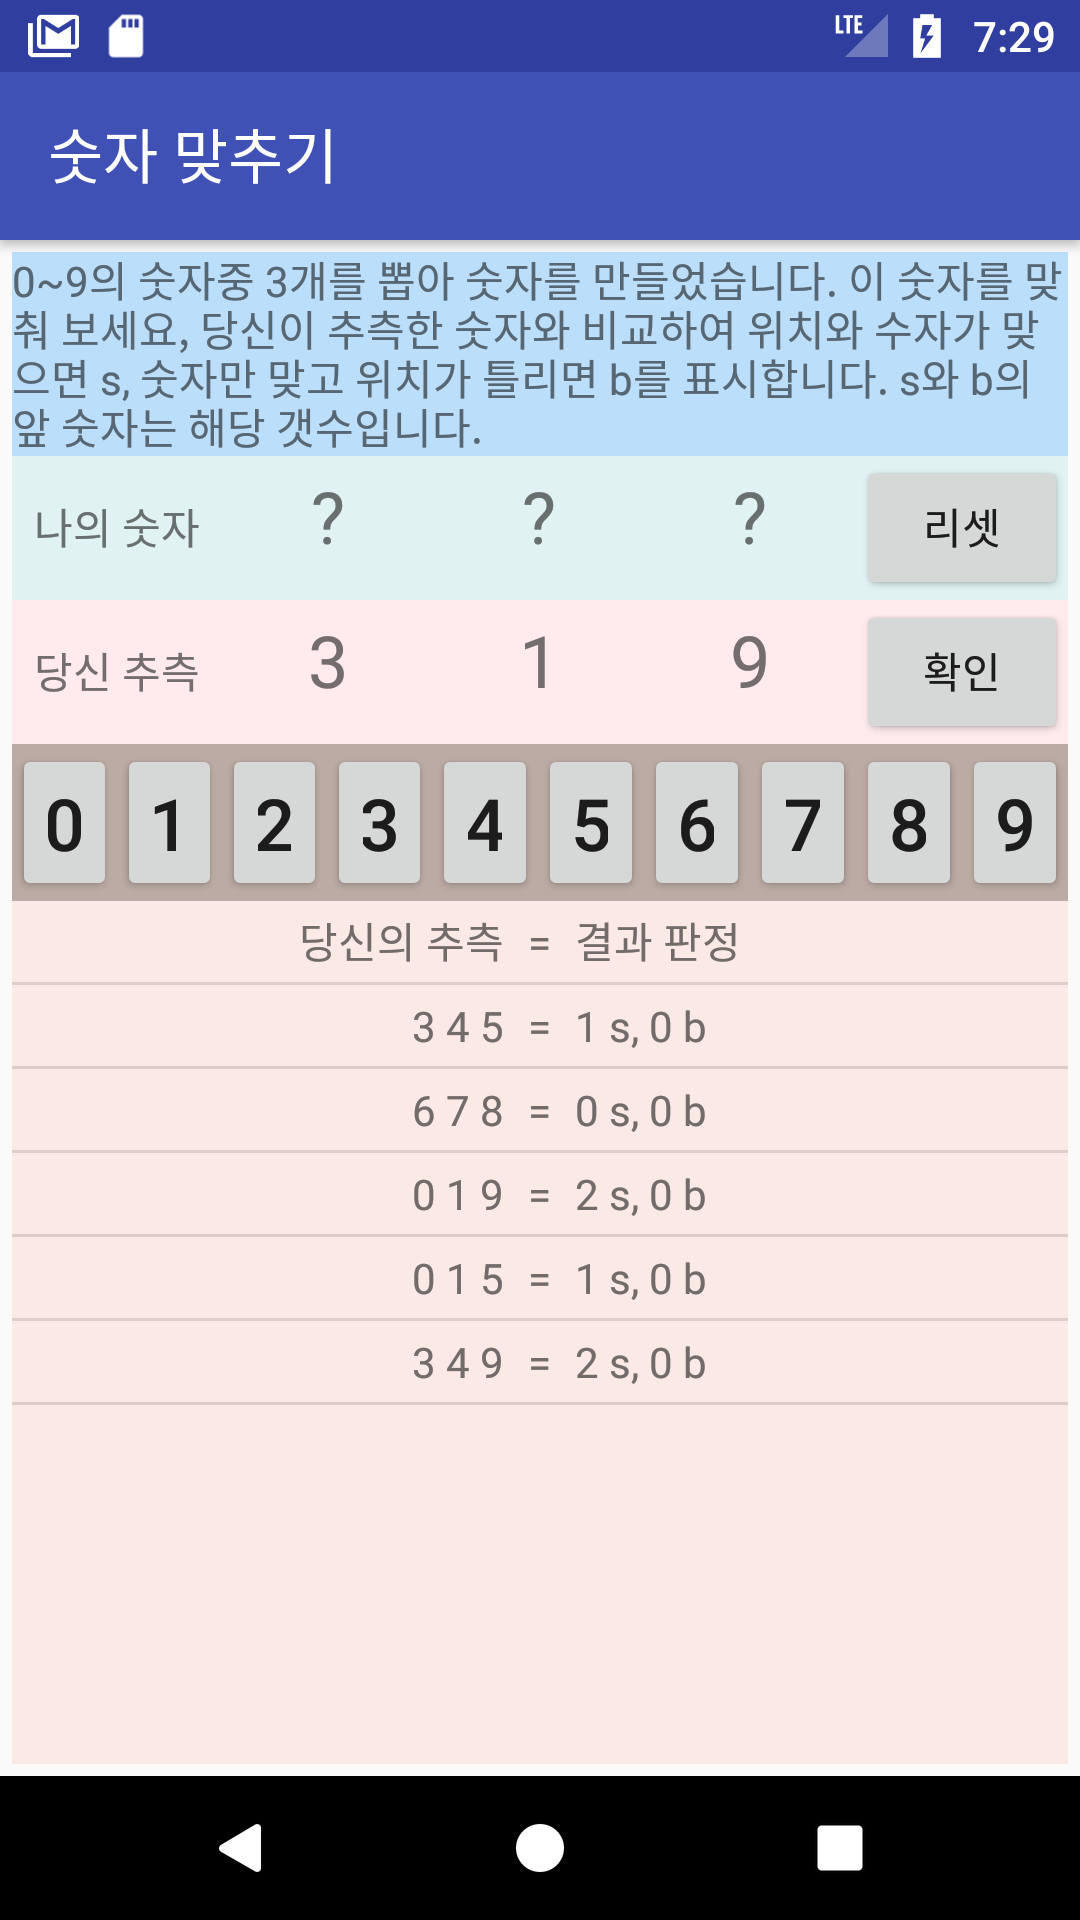 LTE 7:29
숫자 맞추기
0~9의 숫자중 3개를 뽑아 숫자를 만들었습니다. 이 숫자를 맞
춰 보세요, 당신이 추측한 숫자와 비교하여 위치와 수자가 맞
으면 s, 숫자만 맞고 위치가 틀리면 b를 표시합니다. s와 b의
앞 숫자는 해당 갯수입니다.
나의 숫자 ? ? ? 리셋
당신 추측 3 1 9 확인
0 1 2 3 4 5 6 7 8 9
당신의 추측 = 결과 판정
3 4 5 = 1 s, 0 b
6 7 8 = 0 s, 0 b
0 1 9 = 2 s, 0 b
0 1 5 = 1 s, 0 b
3 4 9 = 2 s, 0 b